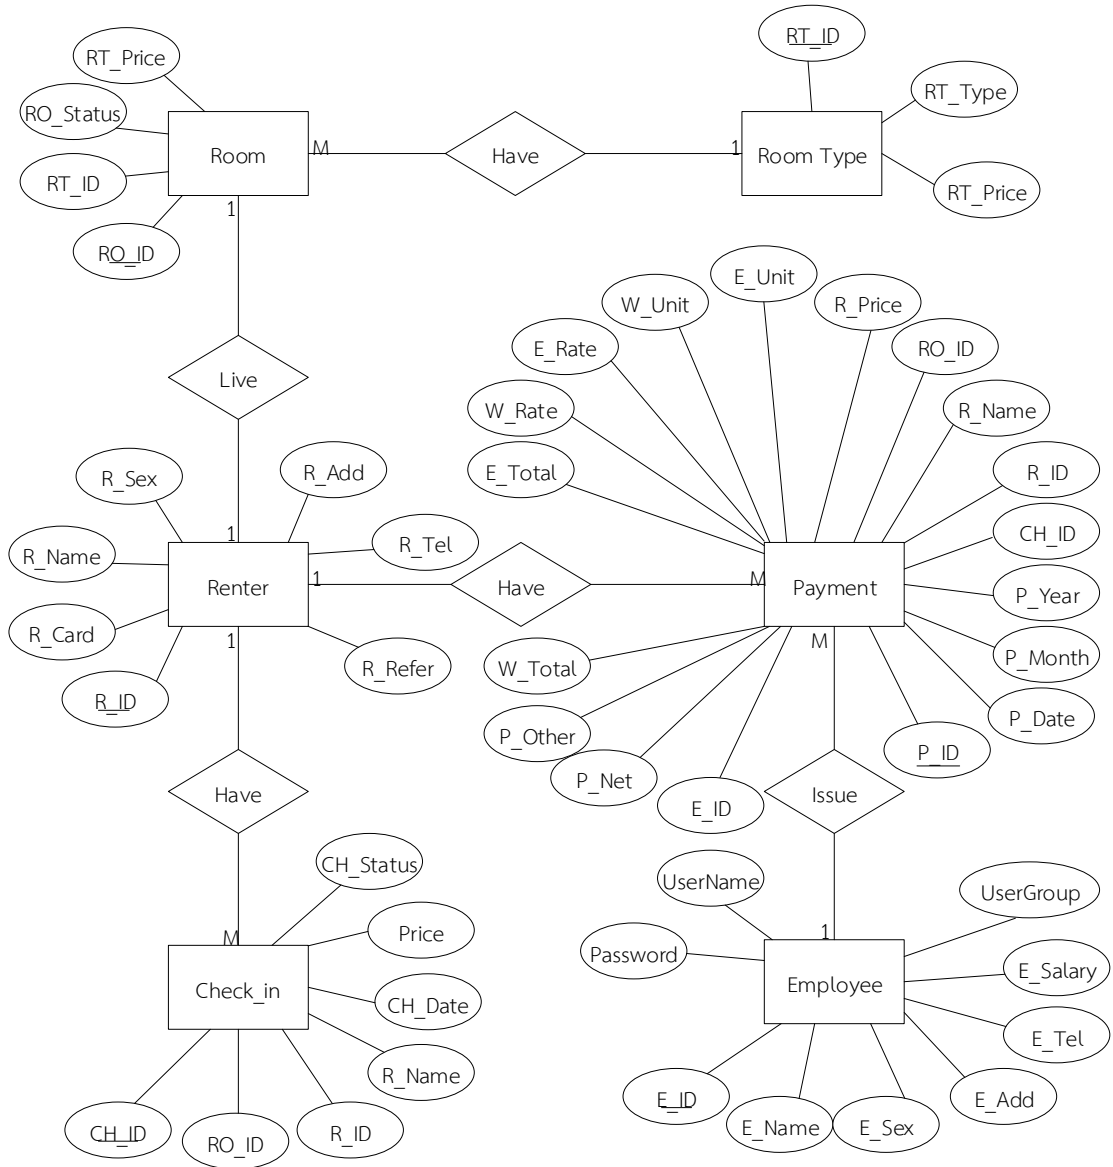 RT_ID
RT_Price
RT_Type
RO_Status
Room
M
Have
1
Room Type
RT_ID
RT_Price
1
RO_ID
E_Unit
W_Unit
R_Price
E_Rate
RO_ID
Live
W_Rate
R_Name
R_Sex
R_Add
E_Total
R_ID
1
R_Tel
CH_ID
R_Name
Renter
1
Have
M
Payment
P_Year
R_Card
1
M
R_Refer
W_Total
P_Month
R_ID
P_Date
P_Other
P_ID
P_Net
Have
E_ID
Issue
CH_Status
UserName
UserGroup
M
Price
1
Password
E_Salary
Check_in
Employee
CH_Date
E_Tel
R_Name
E_ID
E_Add
CH_ID
RO_ID
R_ID
E_Name
E_Sex